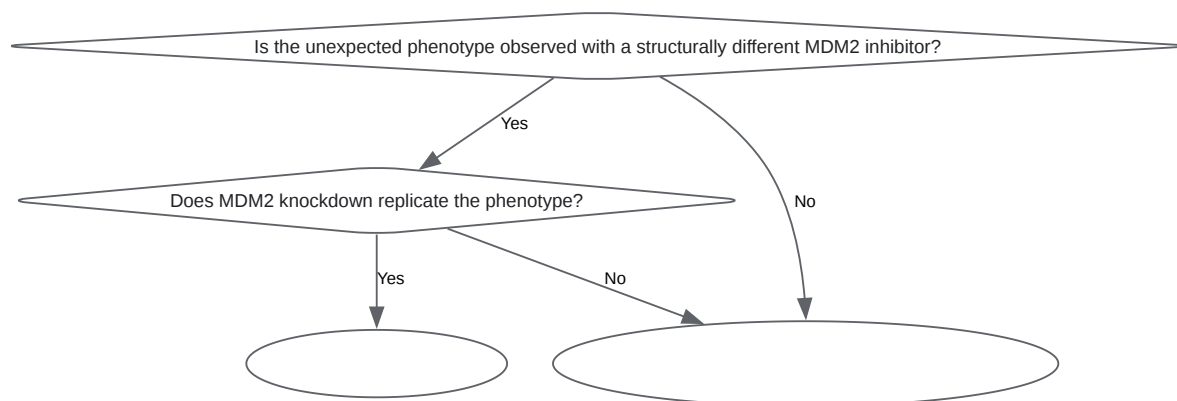 Is the unexpected phenotype observed with a structurally different MDM2 inhibitor?
Yes
Does MDM2 knockdown replicate the phenotype?
No
Yes
No